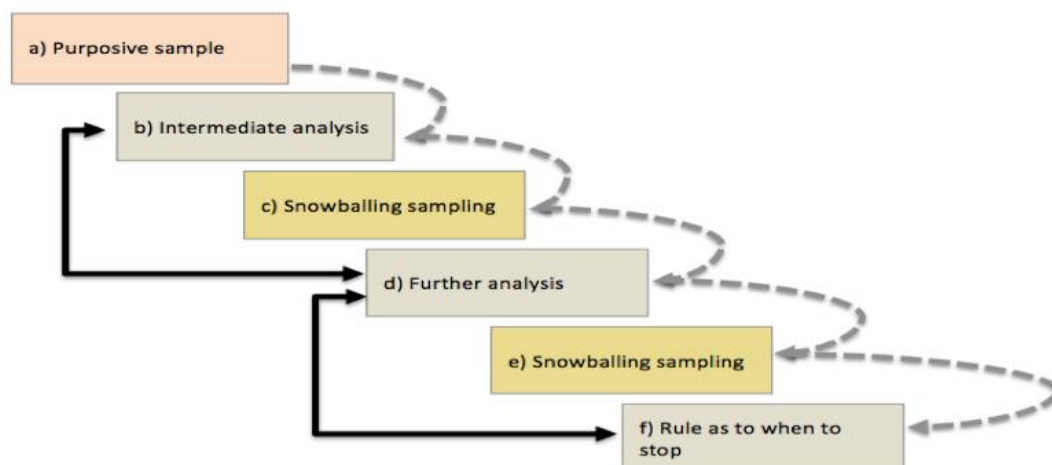 a) Purposive sample
b) Intermediate analysis
c) Snowballing sampling
d) Further analysis
e) Snowballing sampling
f) Rule as to when to
stop